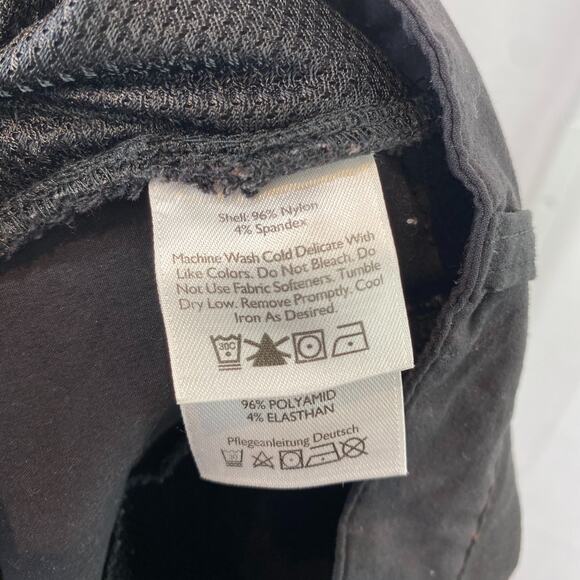 Shell: 96% Nylon
4% Spandex
Machine Wash Cold Delicate With
Like Colors. Do Not Bleach. Do
Not Use Fabric Softeners. Tumble
Dry Low. Remove Promptly. Cool
Iron As Desired.
30C
96% POLYAMID
4% ELASTHAN
Pflegeanleitung Deutsch